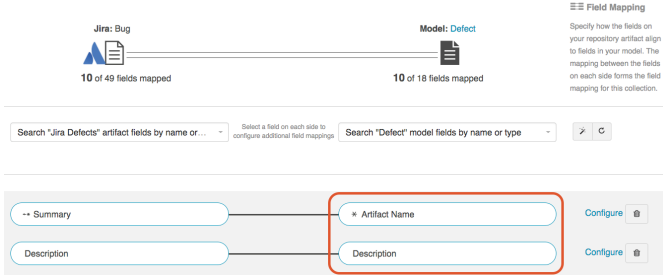 Field Mapping
Jira: Bug
Model: Defect
10 of 49 fields mapped
10 of 18 fields mapped
Specify how the fields on
your repository artifact align
to fields in your model. The
mapping between the fields
on each side forms the field
mapping for this collection.
Search "Jira Defects" artifact fields by name or...
Select a field on each side to
configure additional field mappings
Search "Defect" model fields by name or type
Summary
* Artifact Name
Configure
Description
Description
Configure